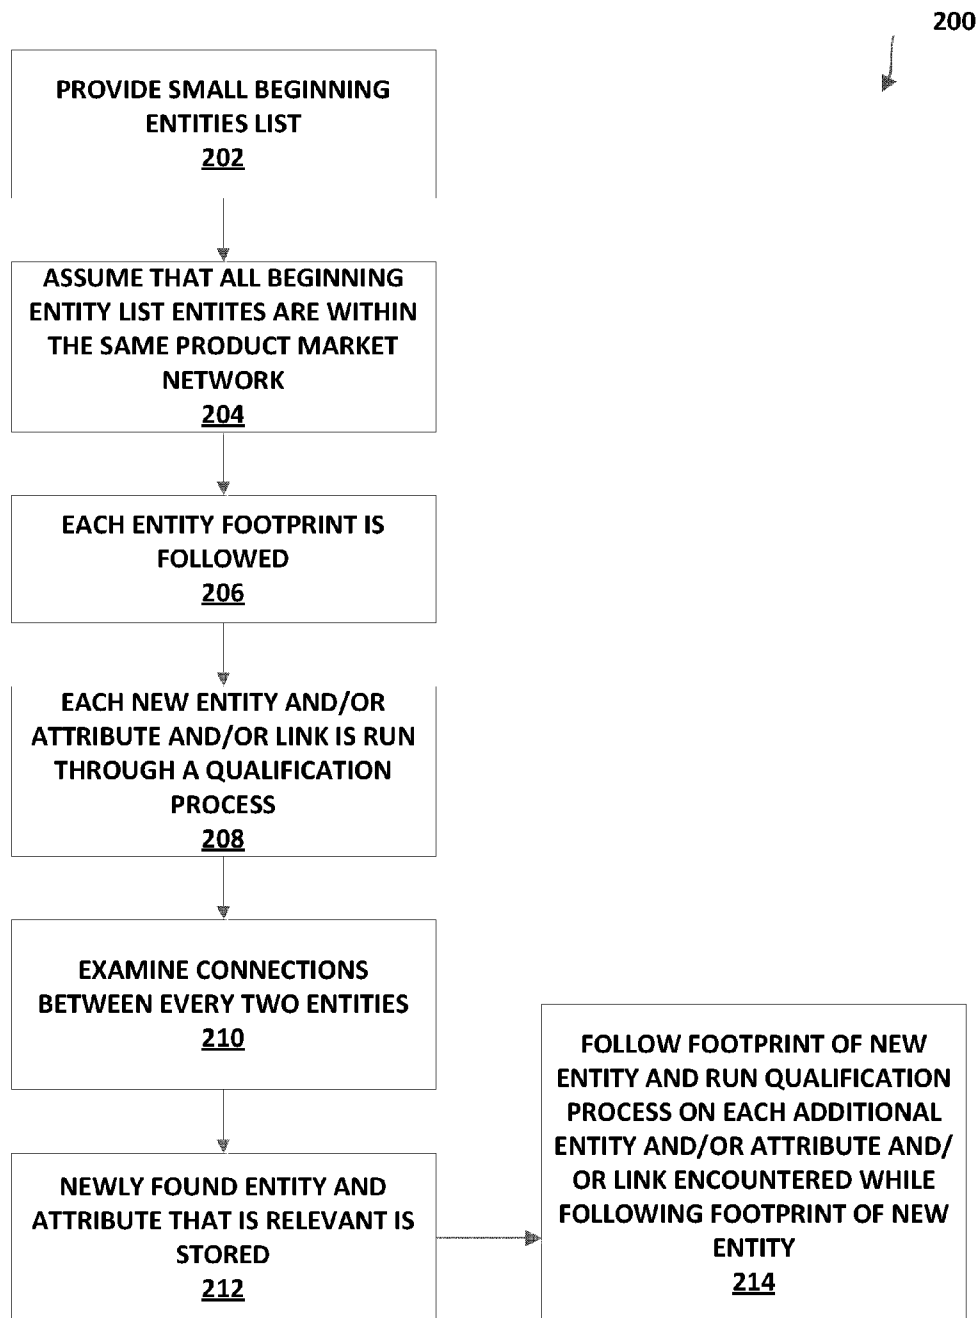 200
PROVIDE SMALL BEGINNING
ENTITIES LIST
202
ASSUME THAT ALL BEGINNING
ENTITY LIST ENTITES ARE WITHIN
THE SAME PRODUCT MARKET
NETWORK
204
EACH ENTITY FOOTPRINT IS
FOLLOWED
206
EACH NEW ENTITY AND/OR
ATTRIBUTE AND/OR LINK IS RUN
THROUGH A QUALIFICATION
PROCESS
208
EXAMINE CONNECTIONS
BETWEEN EVERY TWO ENTITIES
210
NEWLY FOUND ENTITY AND
ATTRIBUTE THAT IS RELEVANT IS
STORED
212
FOLLOW FOOTPRINT OF NEW
ENTITY AND RUN QUALIFICATION
PROCESS ON EACH ADDITIONAL
ENTITY AND/OR ATTRIBUTE AND/
OR LINK ENCOUNTERED WHILE
FOLLOWING FOOTPRINT OF NEW
ENTITY
214